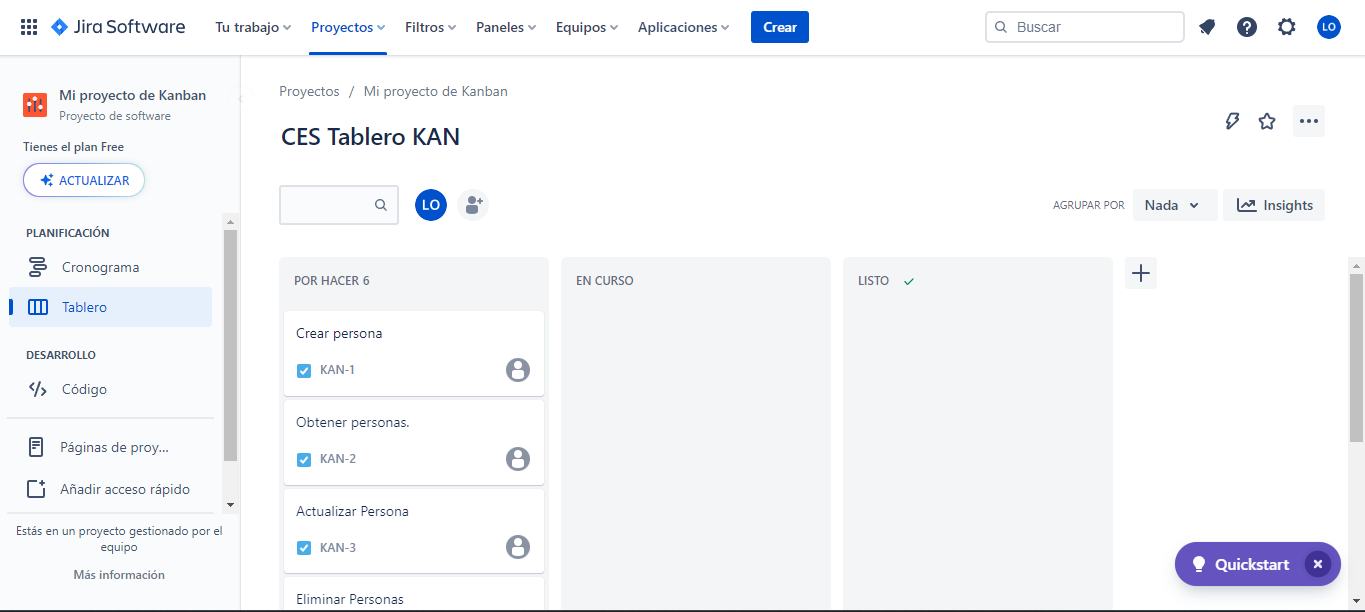 Jira Software Tu trabajo Proyectos Filtros Paneles Equipos Aplicaciones Crear Buscar LO
Mi proyecto de Kanban
Proyecto de software
Tienes el plan Free
ACTUALIZAR
PLANIFICACIÓN
Cronograma
Tablero
DESARROLLO
Código
Páginas de proy...
Añadir acceso rápido
Estás en un proyecto gestionado por el
equipo
Más información
Proyectos / Mi proyecto de Kanban
CES Tablero KAN
LO
AGRUPAR POR Nada Insights
POR HACER 6
Crear persona
KAN-1
Obtener personas.
KAN-2
Actualizar Persona
KAN-3
Eliminar Personas
EN CURSO
LISTO
Quickstart